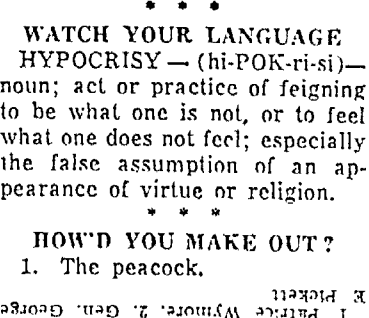 * * *
WATCH YOUR LANGUAGE
HYPOCRISY — (hi-POK-ri-si)—
noun; act or practice of feigning
to be what one is not, or to feel
what one does not feel; especially
the false assumption of an ap-
pearance of virtue or religion.
* * *
HOW'D YOU MAKE OUT?
1. The peacock.
1. Patrice Wymore. 2. Gen. George
E Pickett